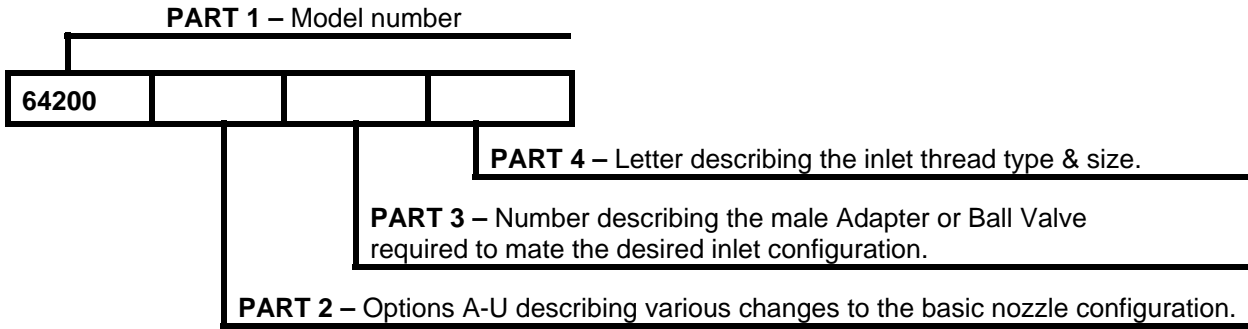 PART 1 – Model number
64200
PART 4 – Letter describing the inlet thread type & size.
PART 3 – Number describing the male Adapter or Ball Valve
required to mate the desired inlet configuration.
PART 2 – Options A-U describing various changes to the basic nozzle configuration.